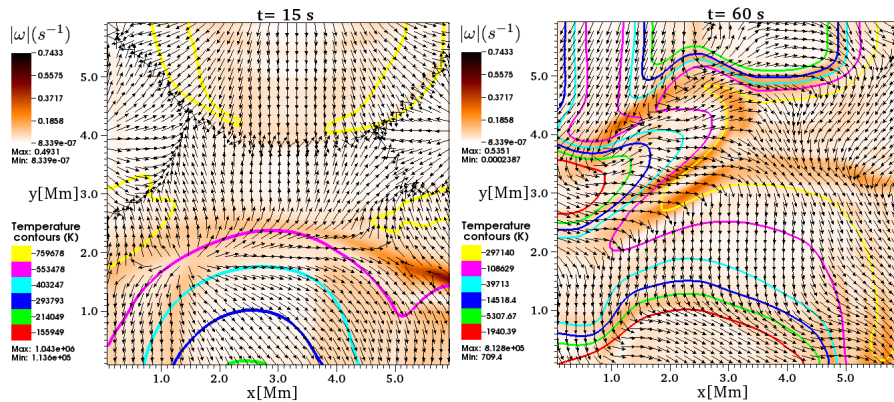 t= 15 s
|ω|(s⁻¹)
0.7433
0.5575
0.3717
0.1858
8.339e-07
Max: 0.4931
Min: 8.339e-07
y[Mm]
Temperature
contours (K)
759678
553478
403247
293793
214049
155949
Max: 1.043e+06
Min: 1.136e+05
5.0
4.0
3.0
2.0
1.0
1.0 2.0 3.0 4.0 5.0
x[Mm]
t= 60 s
|ω|(s⁻¹)
0.7433
0.5575
0.3717
0.1858
8.339e-07
Max: 0.5351
Min: 0.0002387
y[Mm]
Temperature
contours (K)
297140
108629
39713
14518.4
5307.67
1940.39
Max: 8.128e+05
Min: 709.4
5.0
4.0
3.0
2.0
1.0
1.0 2.0 3.0 4.0 5.0
x[Mm]